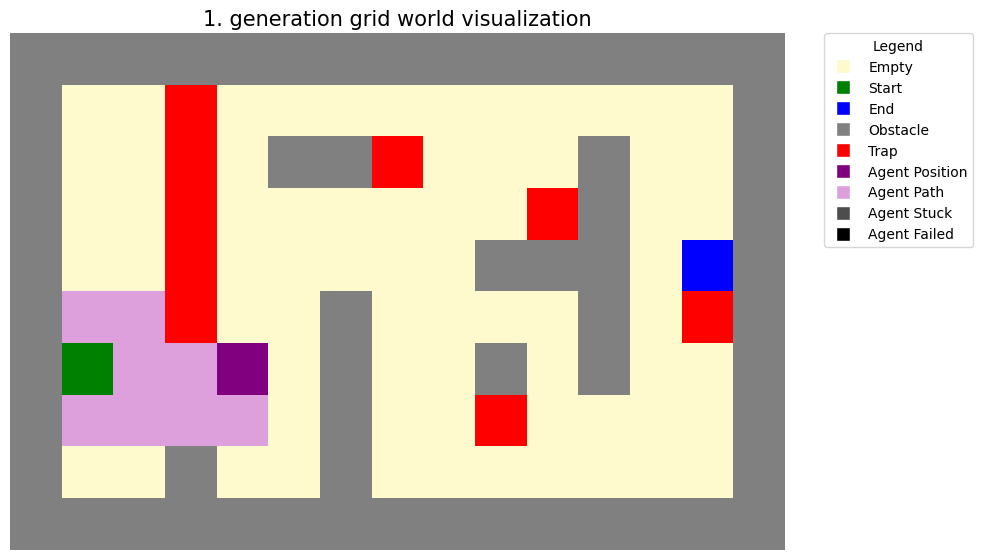 1. generation grid world visualization
Legend
Empty
Start
End
Obstacle
Trap
Agent Position
Agent Path
Agent Stuck
Agent Failed